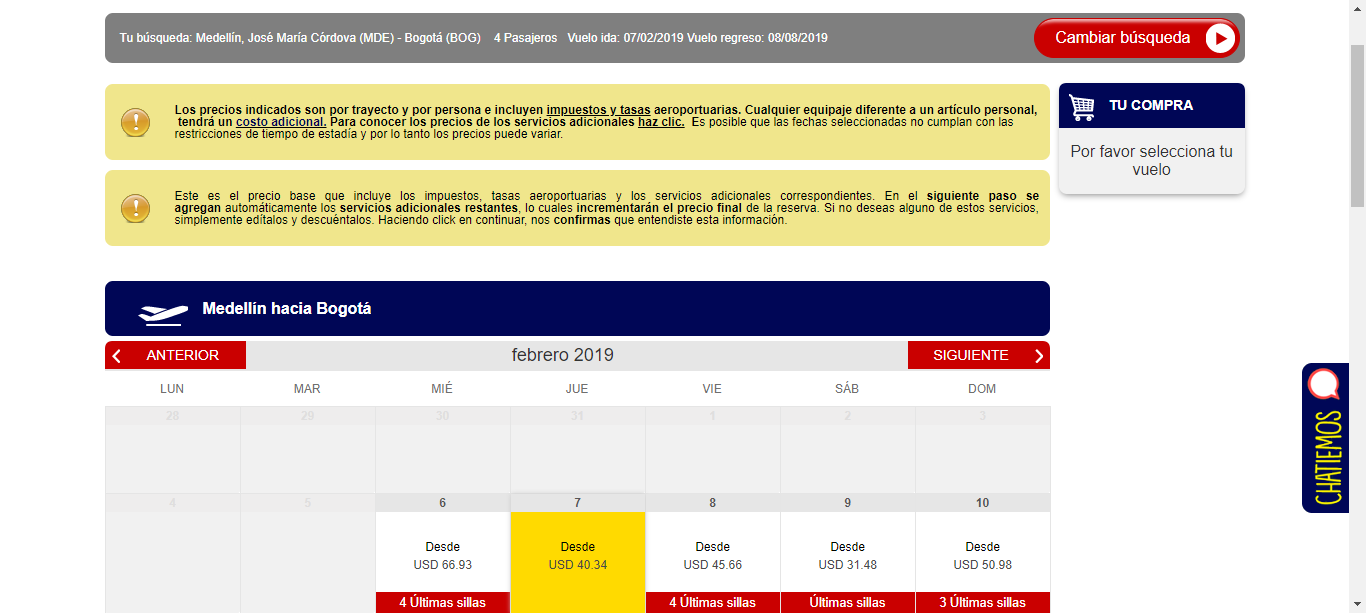 Tu búsqueda: Medellín, José María Córdova (MDE) - Bogotá (BOG) 4 Pasajeros Vuelo ida: 07/02/2019 Vuelo regreso: 08/08/2019
Cambiar búsqueda
Los precios indicados son por trayecto y por persona e incluyen impuestos y tasas aeroportuarias. Cualquier equipaje diferente a un artículo personal,
tendrá un costo adicional. Para conocer los precios de los servicios adicionales haz clic. Es posible que las fechas seleccionadas no cumplan con las
restricciones de tiempo de estadía y por lo tanto los precios puede variar.
TU COMPRA
Por favor selecciona tu
vuelo
Este es el precio base que incluye los impuestos, tasas aeroportuarias y los servicios adicionales correspondientes. En el siguiente paso se
agregan automáticamente los servicios adicionales restantes, lo cuales incrementarán el precio final de la reserva. Si no deseas alguno de estos servicios,
simplemente edítalos y descuéntalos. Haciendo click en continuar, nos confirmas que entendiste esta información.
Medellín hacia Bogotá
ANTERIOR febrero 2019 SIGUIENTE
LUN MAR MIÉ JUE VIE SÁB DOM
28 29 30 31 1 2 3
4 5 6 7 8 9 10
Desde Desde Desde Desde Desde
USD 66.93 USD 40.34 USD 45.66 USD 31.48 USD 50.98
4 Últimas sillas 4 Últimas sillas Últimas sillas 3 Últimas sillas
CHATIEMOS